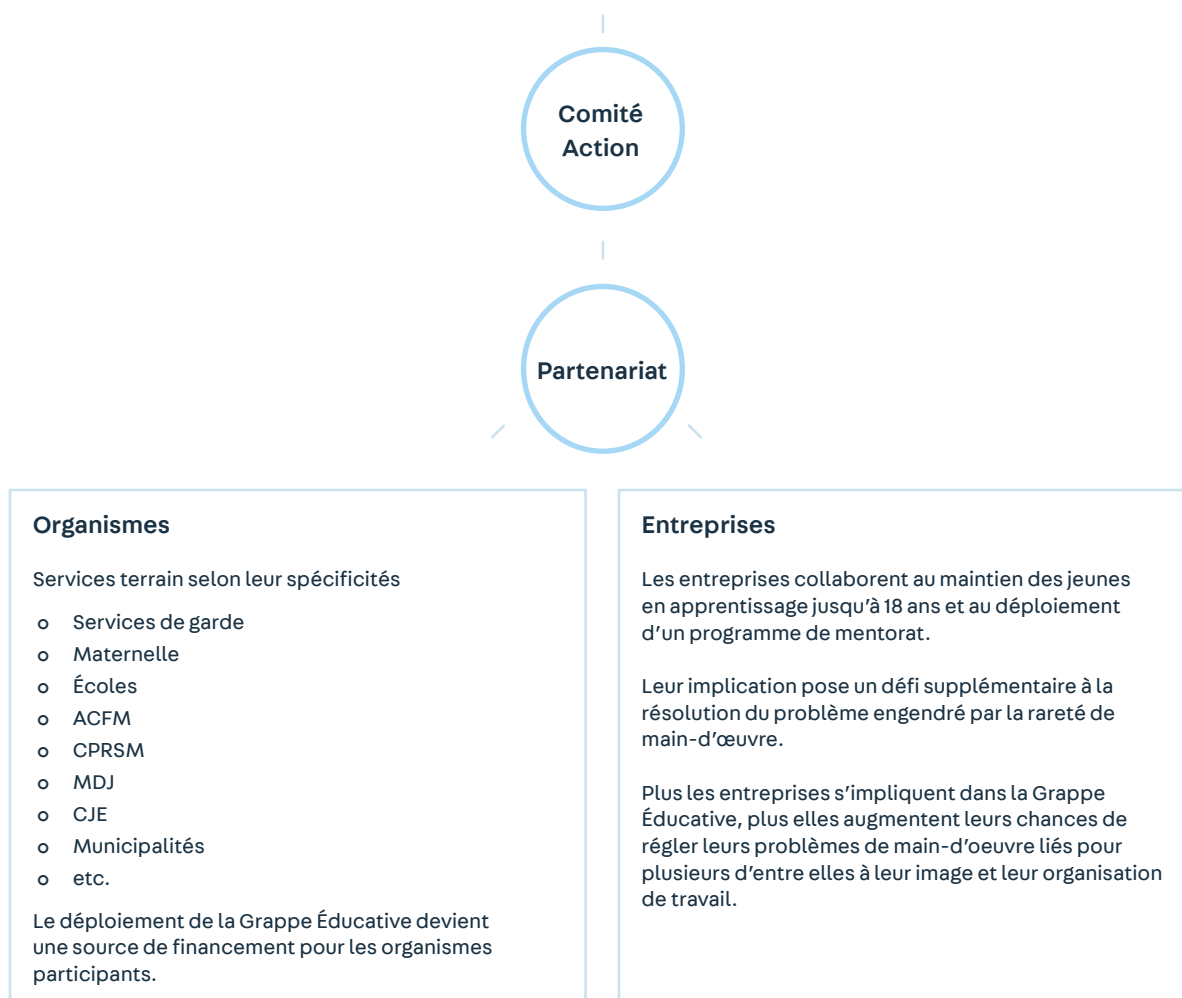 Comité
Action
Partenariat
Organismes
Services terrain selon leur spécificités
o Services de garde
o Maternelle
o Écoles
o ACFM
o CPRSM
o MDJ
o CJE
o Municipalités
o etc.
Le déploiement de la Grappe Éducative devient
une source de financement pour les organismes
participants.
Entreprises
Les entreprises collaborent au maintien des jeunes
en apprentissage jusqu'à 18 ans et au déploiement
d'un programme de mentorat.
Leur implication pose un défi supplémentaire à la
résolution du problème engendré par la rareté de
main-d'œuvre.
Plus les entreprises s'impliquent dans la Grappe
Éducative, plus elles augmentent leurs chances de
régler leurs problèmes de main-d'oeuvre liés pour
plusieurs d'entre elles à leur image et leur organisation
de travail.